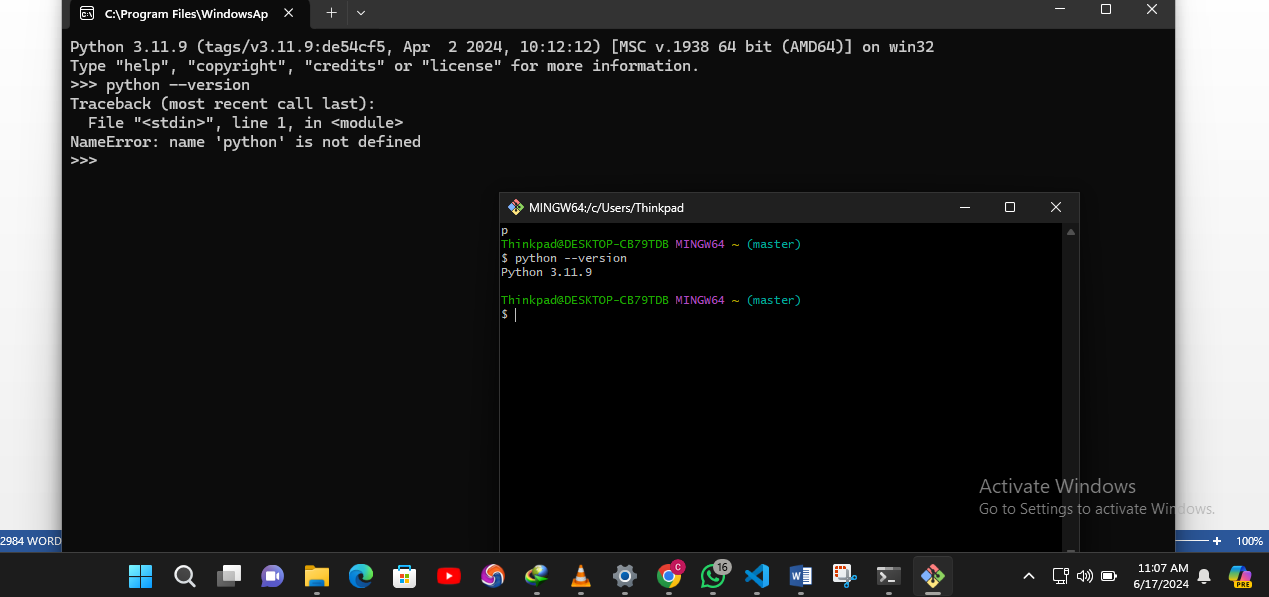 C:\Program Files\WindowsAp
Python 3.11.9 (tags/v3.11.9:de54cf5, Apr  2 2024, 10:12:12) [MSC v.1938 64 bit (AMD64)] on win32
Type "help", "copyright", "credits" or "license" for more information.
>>> python --version
Traceback (most recent call last):
  File "<stdin>", line 1, in <module>
NameError: name 'python' is not defined
>>>
MINGW64:/c/Users/Thinkpad
p
Thinkpad@DESKTOP-CB79TDB MINGW64 ~ (master)
$ python --version
Python 3.11.9
Thinkpad@DESKTOP-CB79TDB MINGW64 ~ (master)
$
Activate Windows
Go to Settings to activate Windows.
2984 WORD
100%
C
16
11:07 AM
6/17/2024
PRE